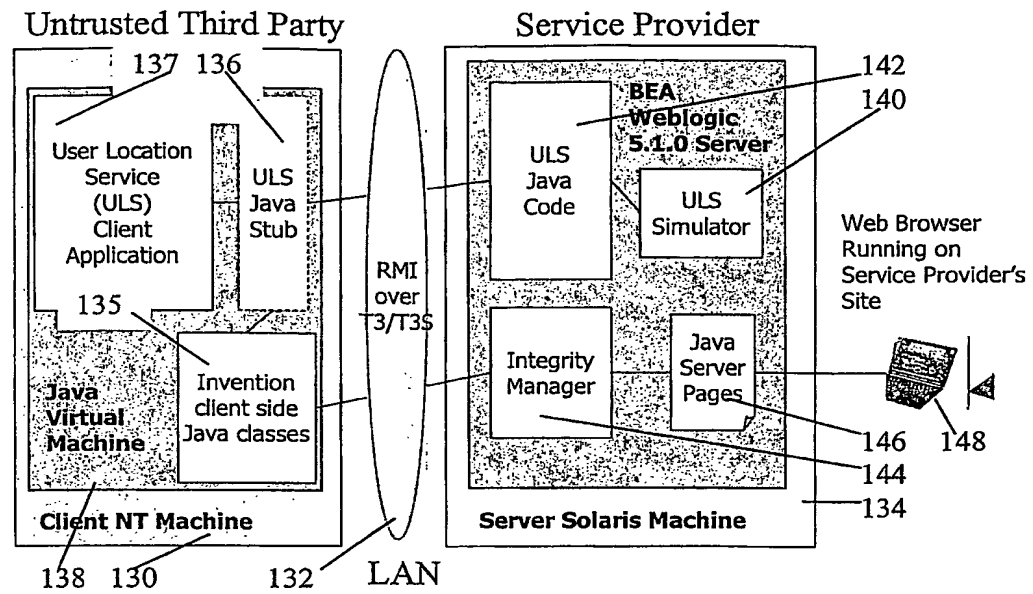 Untrusted Third Party
Service Provider
137 136
142
140
User Location
Service
(ULS)
Client
Application
ULS
Java
Stub
ULS
Java
Code
BEA
Weblogic
5.1.0 Server
ULS
Simulator
Web Browser
Running on
Service Provider's
Site
RMI
over
T3/T3S
135
Invention
client side
Java classes
Java
Virtual
Machine
Integrity
Manager
Java
Server
Pages
146 148
144
134
Client NT Machine
Server Solaris Machine
138 130 132 LAN